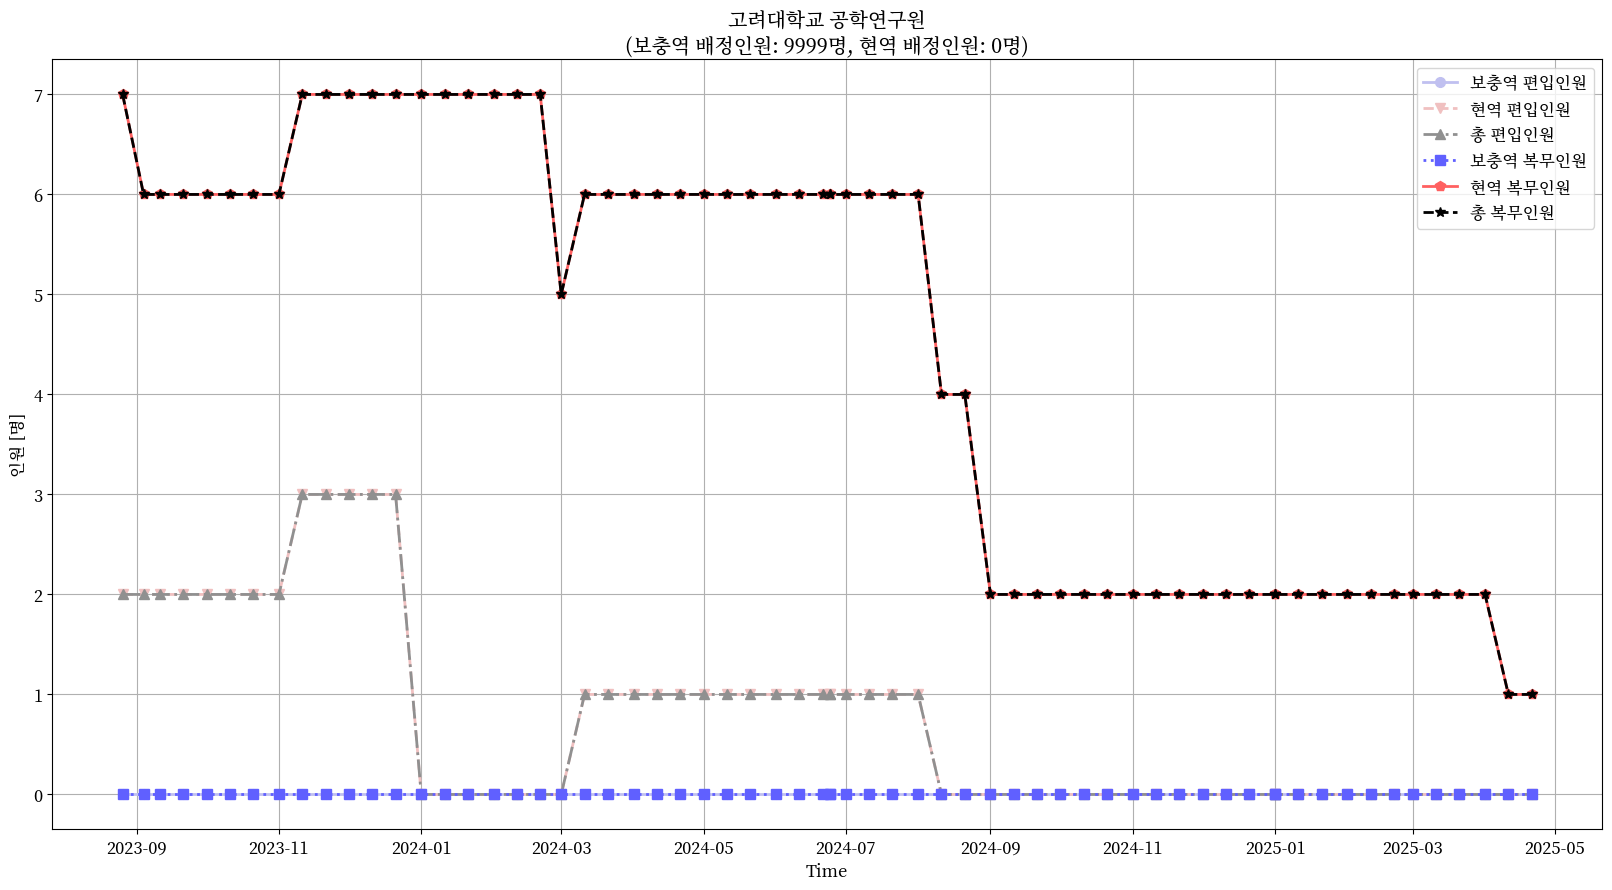 고려대학교 공학연구원
(보충역 배정인원: 9999명, 현역 배정인원: 0명)
보충역 편입인원
현역 편입인원
총 편입인원
보충역 복무인원
현역 복무인원
총 복무인원
인원 [명]
7
6
5
4
3
2
1
0
2023-09 2023-11 2024-01 2024-03 2024-05 2024-07 2024-09 2024-11 2025-01 2025-03 2025-05
Time